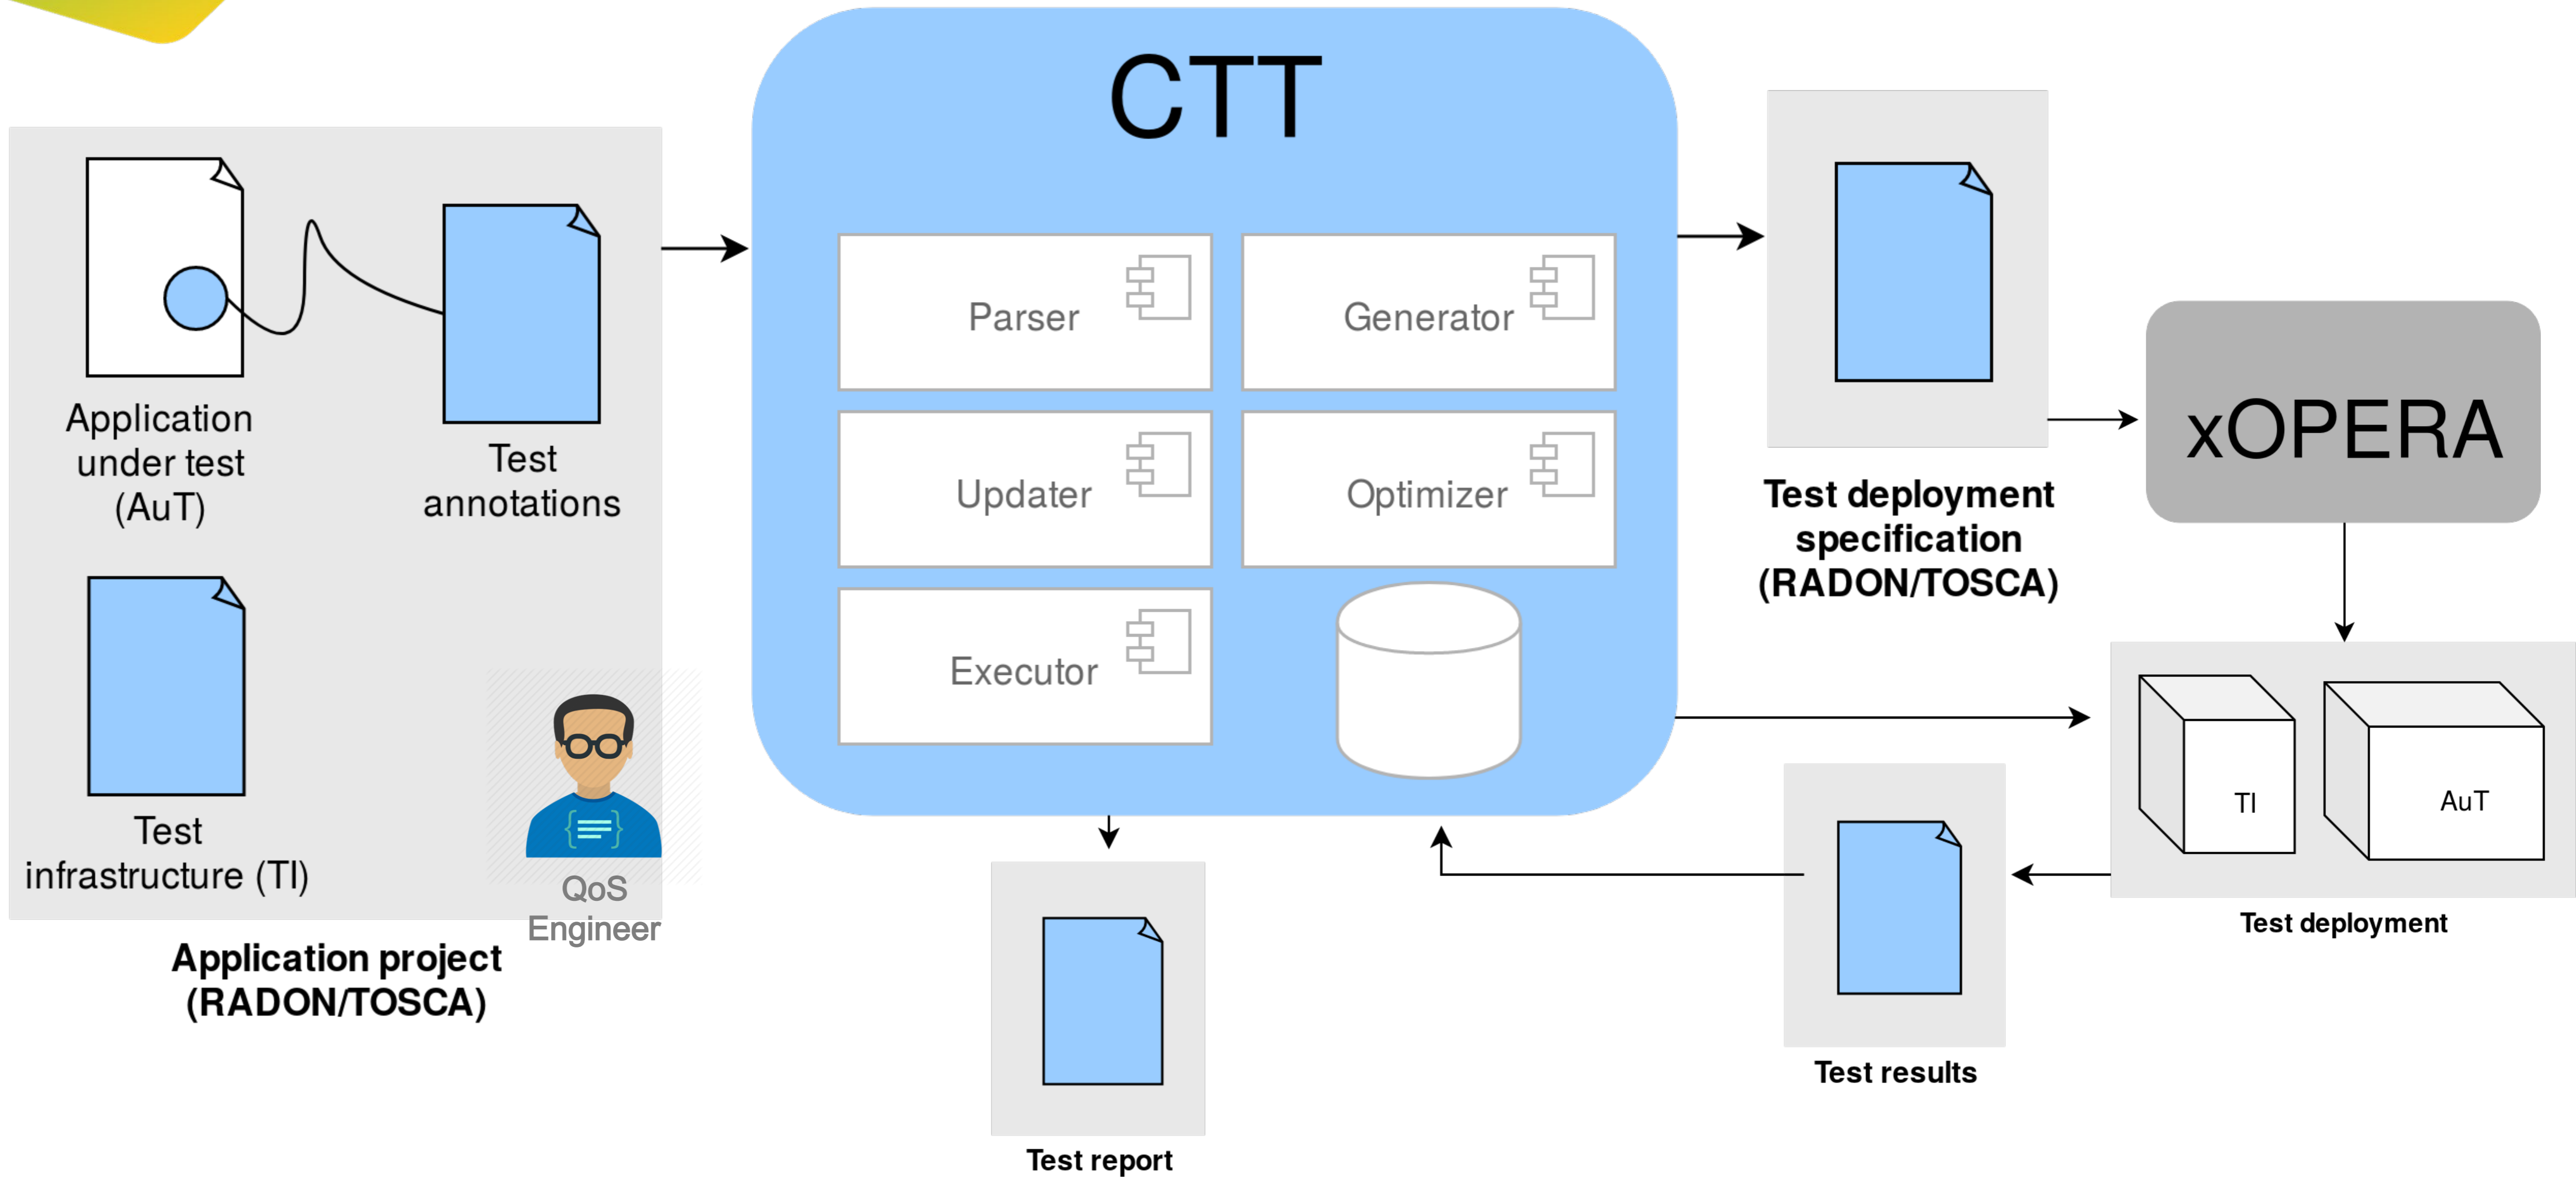 CTT
Application
under test
(AuT)
Test
annotations
Test
infrastructure (TI)
QoS
Engineer
Application project
(RADON/TOSCA)
Parser
Generator
Updater
Optimizer
Executor
Test deployment
specification
(RADON/TOSCA)
xOPERA
TI
AuT
Test deployment
Test results
Test report